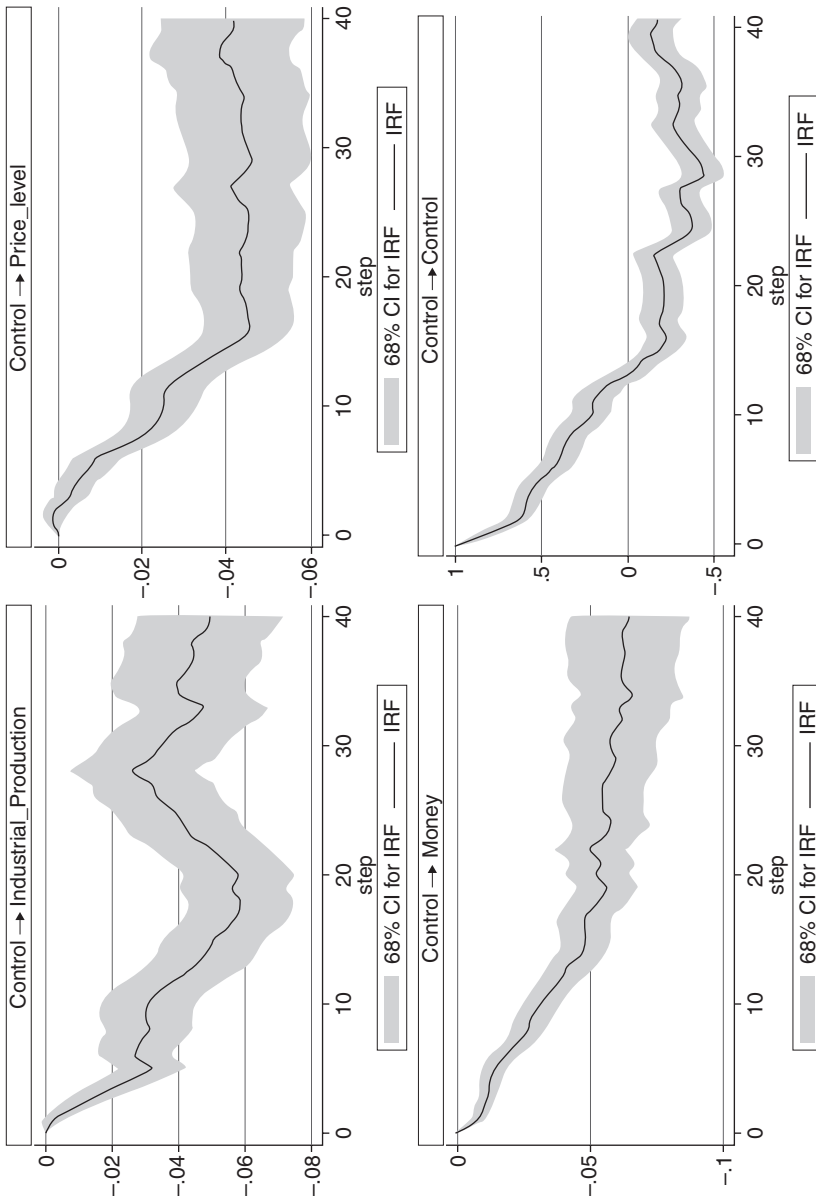 Control → Industrial_Production
0
–.02
–.04
–.06
–.08
0
10
20
30
40
step
68% CI for IRF
IRF
Control → Price_level
0
–.02
–.04
–.06
0
10
20
30
40
step
68% CI for IRF
IRF
Control → Money
0
–.05
–.1
0
10
20
30
40
step
68% CI for IRF
IRF
Control → Control
1
.5
0
–.5
0
10
20
30
40
step
68% CI for IRF
IRF